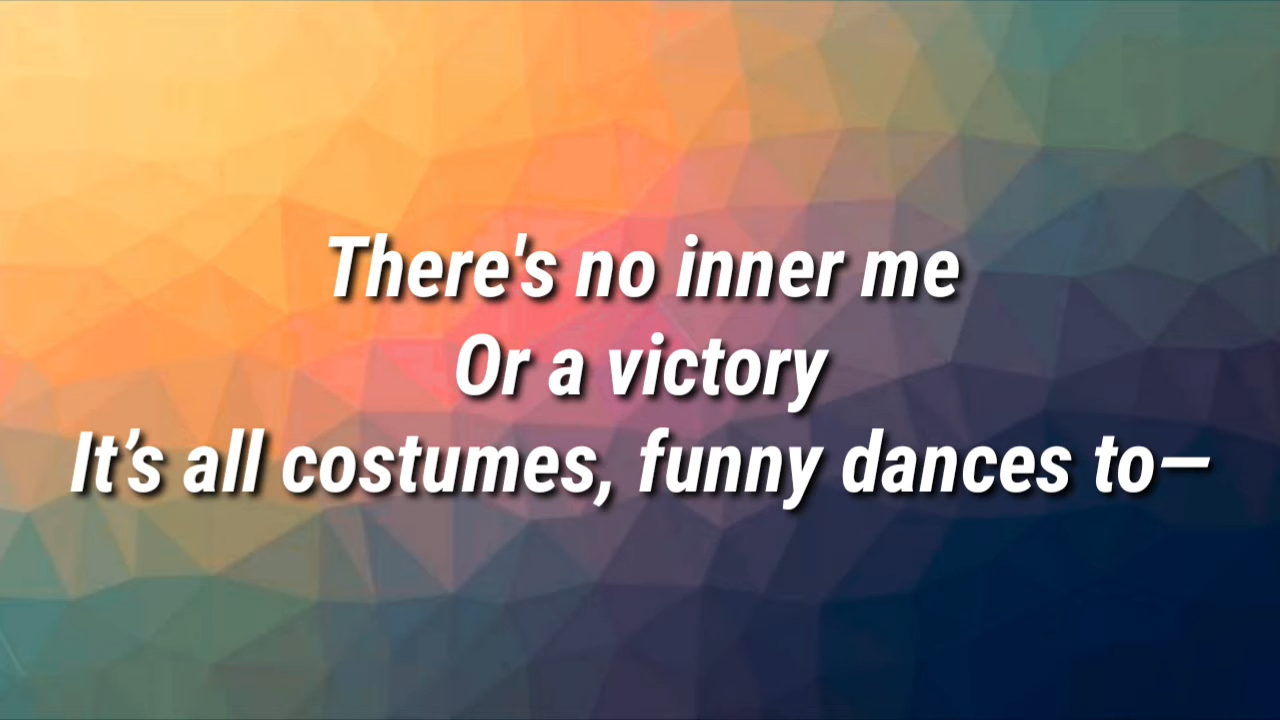 There's no inner me
Or a victory
It’s all costumes, funny dances to—